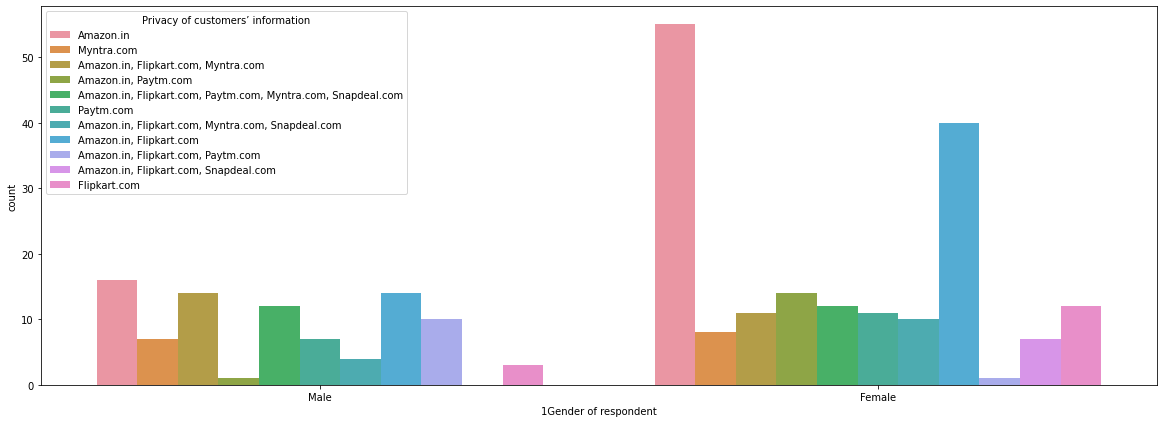 Privacy of customers’ information
Amazon.in
Myntra.com
Amazon.in, Flipkart.com, Myntra.com
Amazon.in, Paytm.com
Amazon.in, Flipkart.com, Paytm.com, Myntra.com, Snapdeal.com
Paytm.com
Amazon.in, Flipkart.com, Myntra.com, Snapdeal.com
Amazon.in, Flipkart.com
Amazon.in, Flipkart.com, Paytm.com
Amazon.in, Flipkart.com, Snapdeal.com
Flipkart.com
50
40
30
20
10
0
count
Male
Female
1Gender of respondent